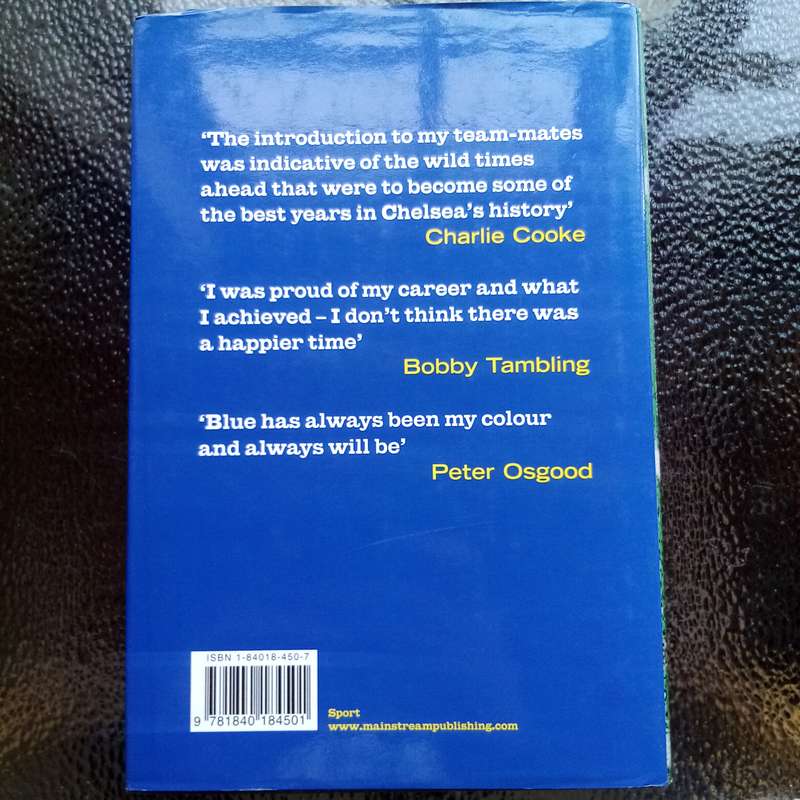 ‘The introduction to my team-mates
was indicative of the wild times
ahead that were to become some of
the best years in Chelsea’s history’
Charlie Cooke
‘I was proud of my career and what
I achieved – I don’t think there was
a happier time’
Bobby Tambling
‘Blue has always been my colour
and always will be’
Peter Osgood
ISBN 1-84018-450-7
9 781840 184501
Sport
www.mainstreampublishing.com